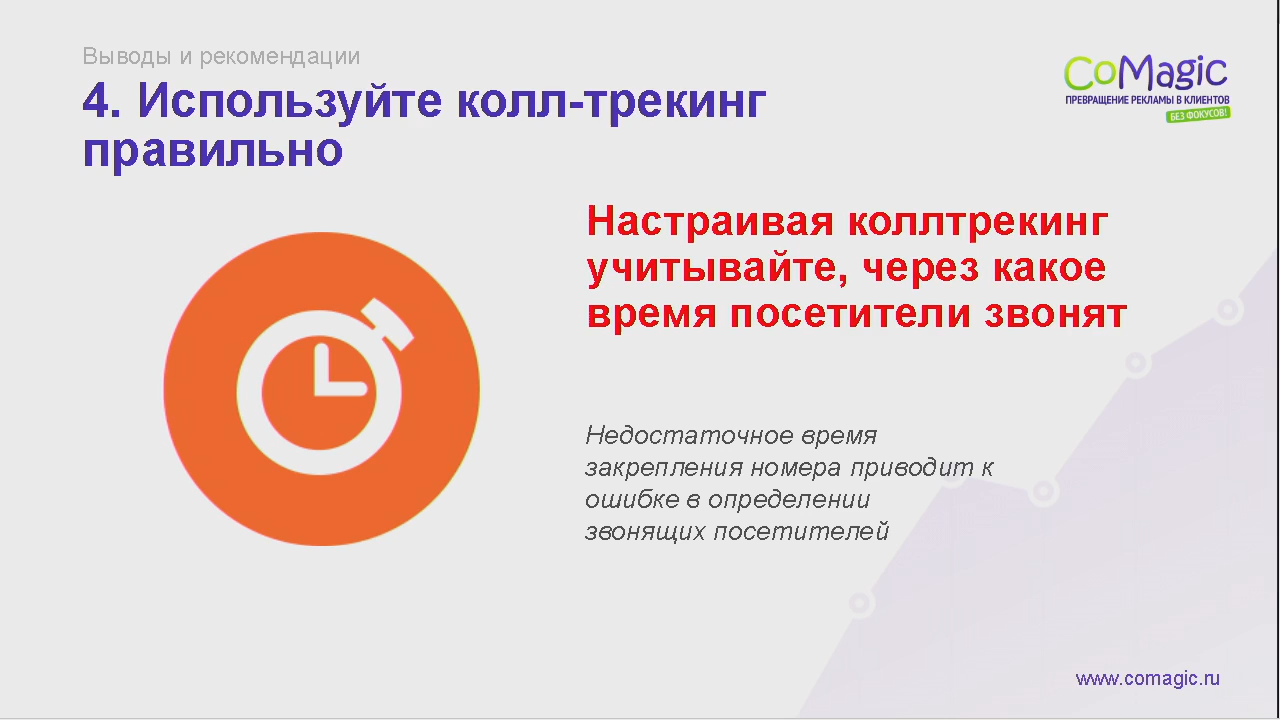 Выводы и рекомендации
4. Используйте колл-трекинг
правильно
CoMagic
ПРЕВРАЩЕНИЕ РЕКЛАМЫ В КЛИЕНТОВ
БЕЗ ФОКУСОВ!
Настраивая коллтрекинг
учитывайте, через какое
время посетители звонят
Недостаточное время
закрепления номера приводит к
ошибке в определении
звонящих посетителей
www.comagic.ru